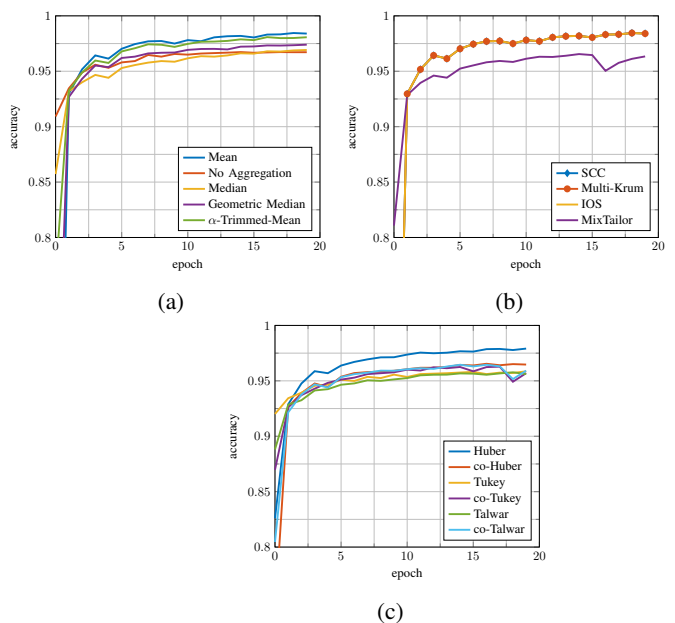 1
0.95
0.9
0.85
0.8
accuracy
0 5 10 15 20
epoch
Mean
No Aggregation
Median
Geometric Median
α-Trimmed-Mean
(a)
1
0.95
0.9
0.85
0.8
accuracy
0 5 10 15 20
epoch
SCC
Multi-Krum
IOS
MixTailor
(b)
1
0.95
0.9
0.85
0.8
accuracy
0 5 10 15 20
epoch
Huber
co-Huber
Tukey
co-Tukey
Talwar
co-Talwar
(c)